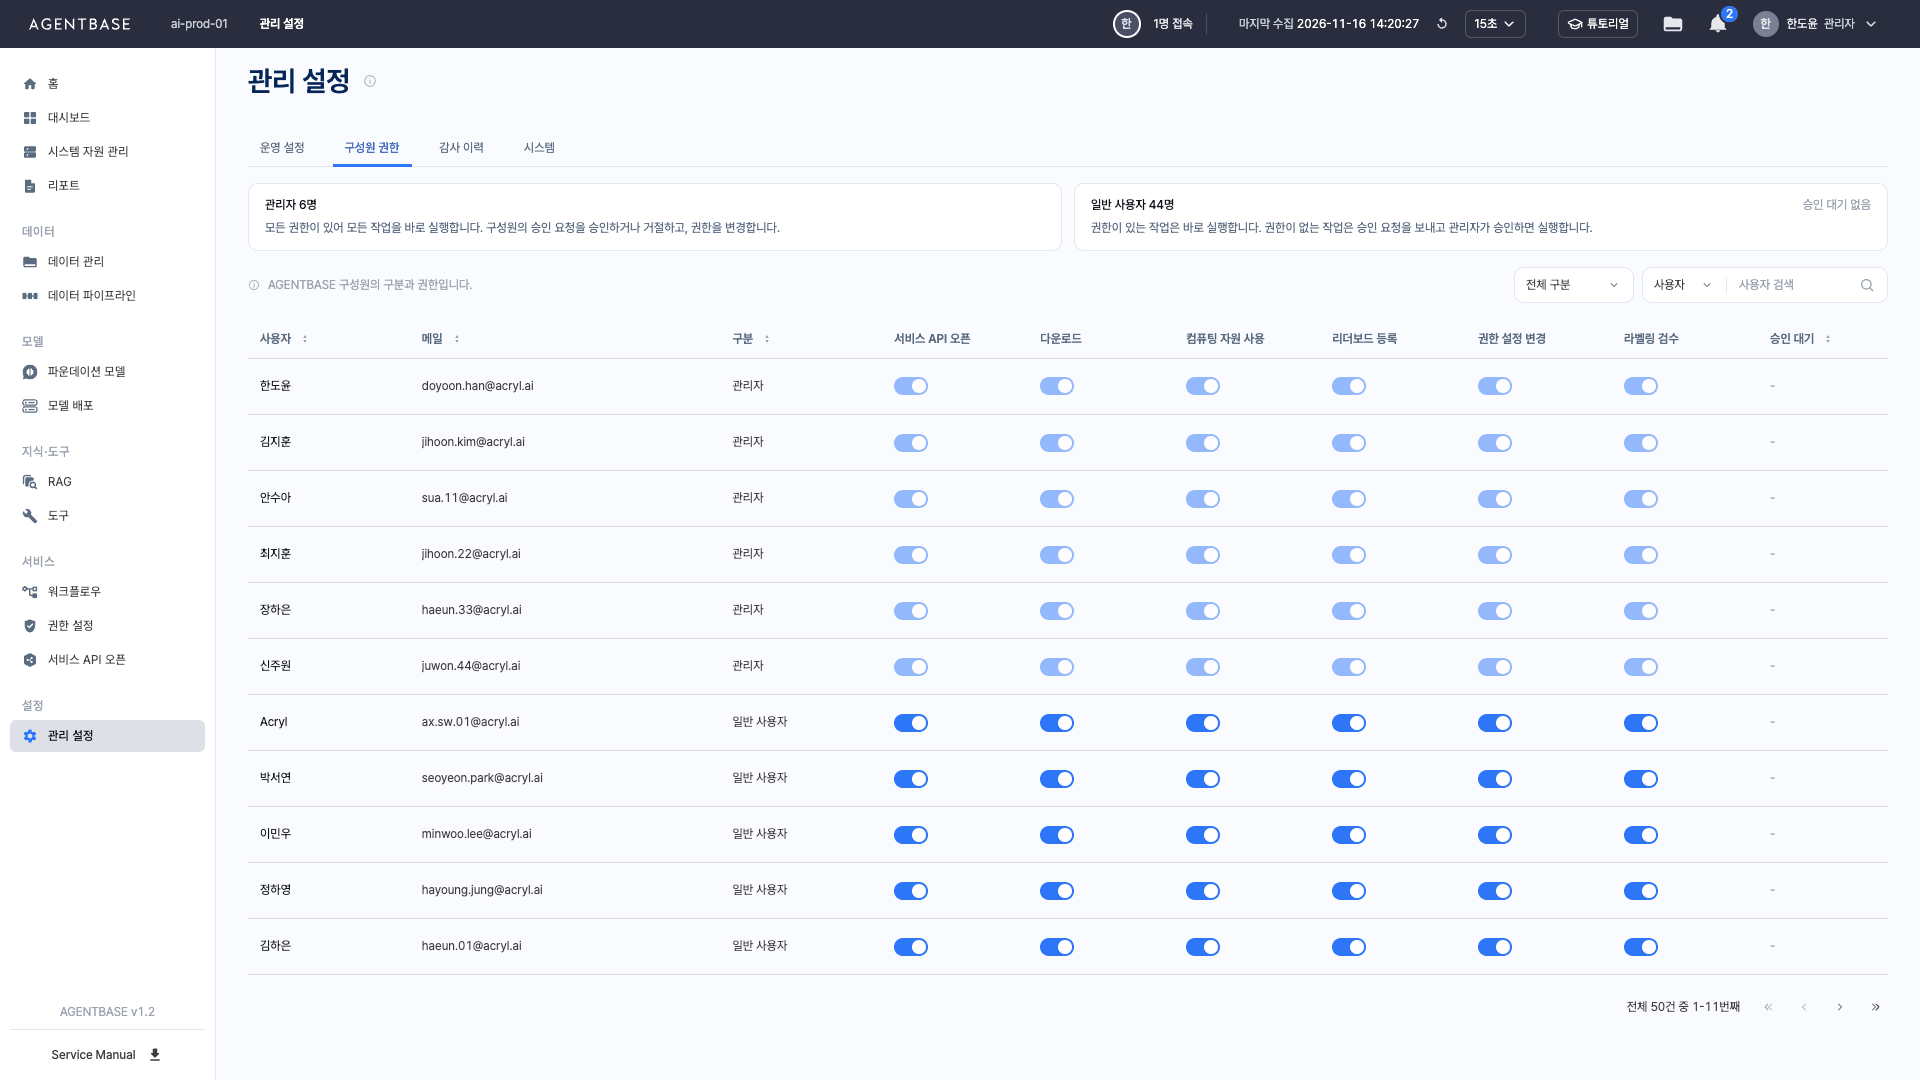 AGENTBASE
ai-prod-01
관리 설정
한
1명 접속
마지막 수집 2026-11-16 14:20:27
15초
튜토리얼
2
한
한도윤 관리자
홈
대시보드
시스템 자원 관리
리포트
데이터
데이터 관리
데이터 파이프라인
모델
파운데이션 모델
모델 배포
지식·도구
RAG
도구
서비스
워크플로우
권한 설정
서비스 API 오픈
설정
관리 설정
AGENTBASE v1.2
Service Manual
관리 설정
운영 설정 구성원 권한 감사 이력 시스템
관리자 6명
모든 권한이 있어 모든 작업을 바로 실행합니다. 구성원의 승인 요청을 승인하거나 거절하고, 권한을 변경합니다.
일반 사용자 44명 승인 대기 없음
권한이 있는 작업은 바로 실행합니다. 권한이 없는 작업은 승인 요청을 보내고 관리자가 승인하면 실행합니다.
AGENTBASE 구성원의 구분과 권한입니다.
전체 구분
사용자
사용자 검색
사용자 메일 구분 서비스 API 오픈 다운로드 컴퓨팅 자원 사용 리더보드 등록 권한 설정 변경 라벨링 검수 승인 대기
한도윤 doyoon.han@acryl.ai 관리자 -
김지훈 jihoon.kim@acryl.ai 관리자 -
안수아 sua.11@acryl.ai 관리자 -
최지훈 jihoon.22@acryl.ai 관리자 -
장하은 haeun.33@acryl.ai 관리자 -
신주원 juwon.44@acryl.ai 관리자 -
Acryl ax.sw.01@acryl.ai 일반 사용자 -
박서연 seoyeon.park@acryl.ai 일반 사용자 -
이민우 minwoo.lee@acryl.ai 일반 사용자 -
정하영 hayoung.jung@acryl.ai 일반 사용자 -
김하은 haeun.01@acryl.ai 일반 사용자 -
전체 50건 중 1-11번째